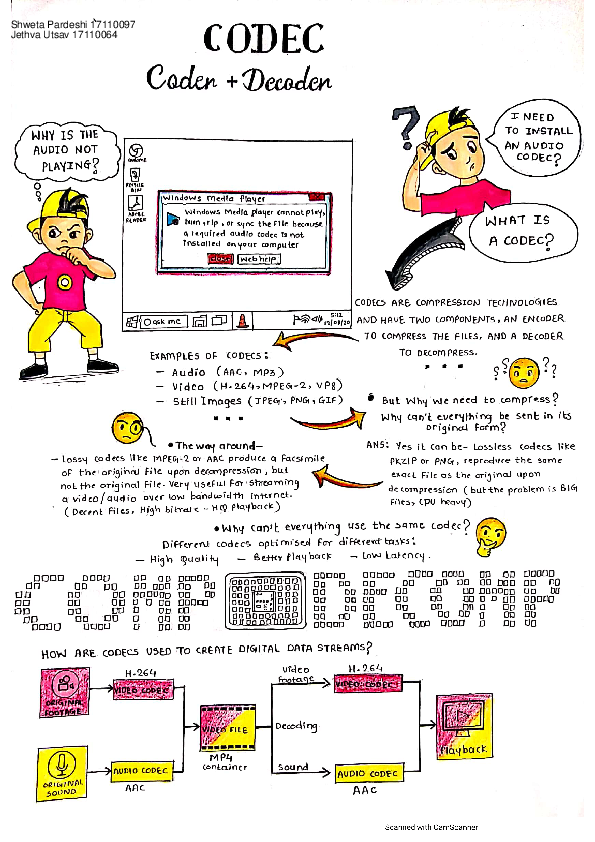 Shweta Pardeshi 17110097
Jethva Utsav 17110064
CODEC
Coder + Decoder
WHY IS THE
AUDIO NOT
PLAYING?
CHROME
RECYCLE
BIN
ADOBE
READER
Windows Media Player
Windows Media player cannot play,
burn, rip, or sync the file because
a required audio codec is not
installed on your computer
Close
Web help
ask me
5:12
I NEED
TO INSTALL
AN AUDIO
CODEC?
WHAT IS
A CODEC?
CODECS ARE COMPRESSION TECHNOLOGIES
AND HAVE TWO COMPONENTS, AN ENCODER
TO COMPRESS THE FILES, AND A DECODER
TO DECOMPRESS.
EXAMPLES OF CODECS:
– Audio (AAC, MP3)
– Video (H-264, MPEG-2, VP8)
– Still Images (JPEG, PNG, GIF)
• But Why we need to compress?
Why can't everything be sent in its
original form?
ANS: Yes it can be- Lossless codecs like
PKZIP or PNG, reproduce the same
exact file as the original upon
decompression (but the problem is BIG
Files, CPU heavy)
• The way around–
– Lossy codecs like MPEG-2 or AAC produce a Facsimile
of the original file upon decompression, but
not the original File. Very useful for streaming
a video/audio over low bandwidth Internet.
(Decent Files, High bitrate - HQ Playback)
• Why can't everything use the same codec?
Different codecs optimised for different tasks:
– High Quality – Better Playback – Low Latency.
HOW ARE CODECS USED TO CREATE DIGITAL DATA STREAMS?
ORIGINAL
FOOTAGE
H-264
VIDEO CODEC
ORIGINAL
SOUND
AUDIO CODEC
AAC
VIDEO FILE
MP4
container
Video
footage
Decoding
Sound
H-264
VIDEO CODEC
AUDIO CODEC
AAC
Playback
Scanned with CamScanner